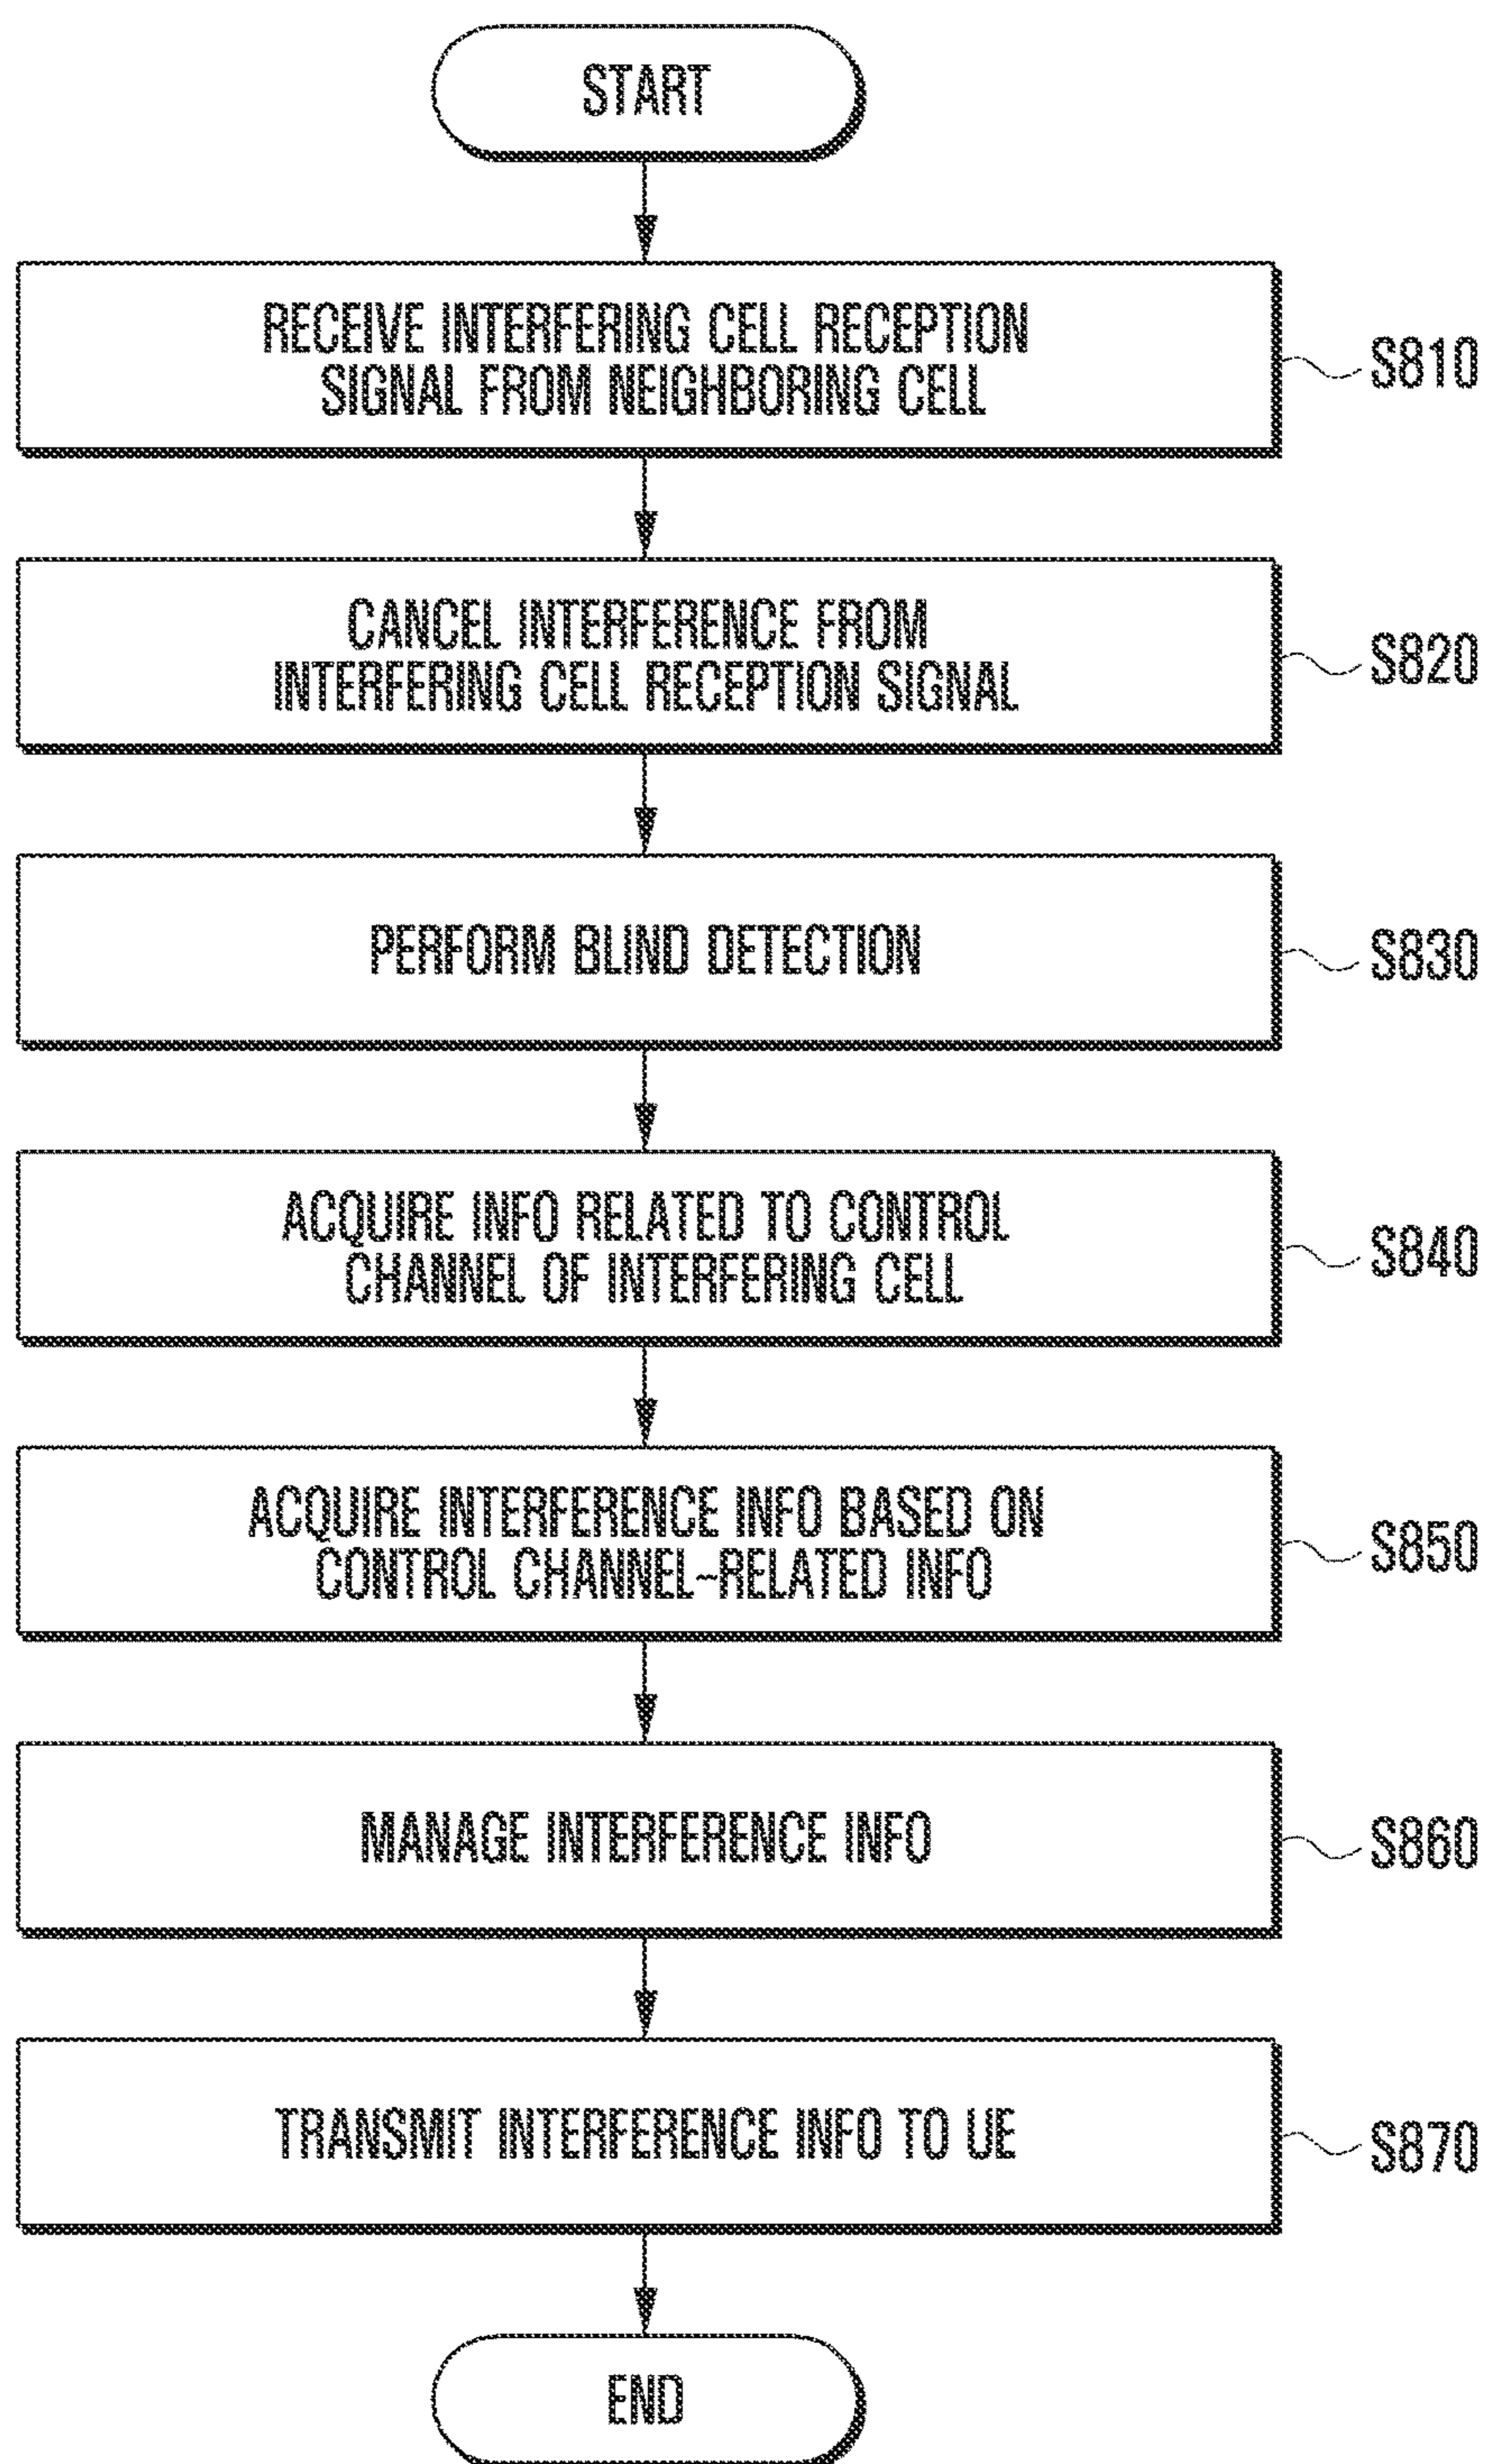 START
RECEIVE INTERFERING CELL RECEPTION
SIGNAL FROM NEIGHBORING CELL
S810
CANCEL INTERFERENCE FROM
INTERFERING CELL RECEPTION SIGNAL
S820
PERFORM BLIND DETECTION
S830
ACQUIRE INFO RELATED TO CONTROL
CHANNEL OF INTERFERING CELL
S840
ACQUIRE INTERFERENCE INFO BASED ON
CONTROL CHANNEL-RELATED INFO
S850
MANAGE INTERFERENCE INFO
S860
TRANSMIT INTERFERENCE INFO TO UE
S870
END